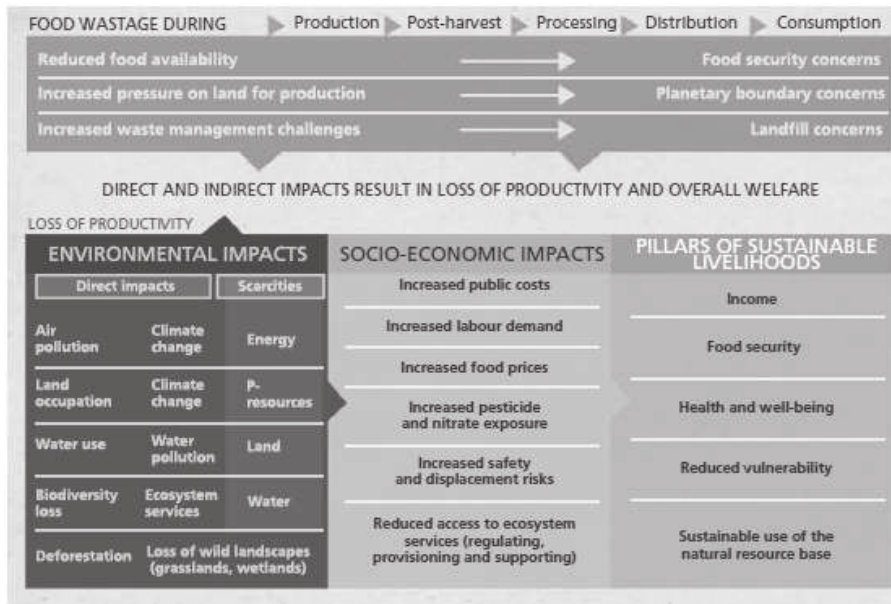 FOOD WASTAGE DURING Production Post-harvest Processing Distribution Consumption
Reduced food availability Food security concerns
Increased pressure on land for production Planetary boundary concerns
Increased waste management challenges Landfill concerns
DIRECT AND INDIRECT IMPACTS RESULT IN LOSS OF PRODUCTIVITY AND OVERALL WELFARE
LOSS OF PRODUCTIVITY
ENVIRONMENTAL IMPACTS
Direct impacts Scarcities
Air
pollution
Climate
change
Energy
Land
occupation
Climate
change
P-
resources
Water use
Water
pollution
Land
Biodiversity
loss
Ecosystem
services
Water
Deforestation
Loss of wild landscapes
(grasslands, wetlands)
SOCIO-ECONOMIC IMPACTS
Increased public costs
Increased labour demand
Increased food prices
Increased pesticide
and nitrate exposure
Increased safety
and displacement risks
Reduced access to ecosystem
services (regulating,
provisioning and supporting)
PILLARS OF SUSTAINABLE
LIVELIHOODS
Income
Food security
Health and well-being
Reduced vulnerability
Sustainable use of the
natural resource base